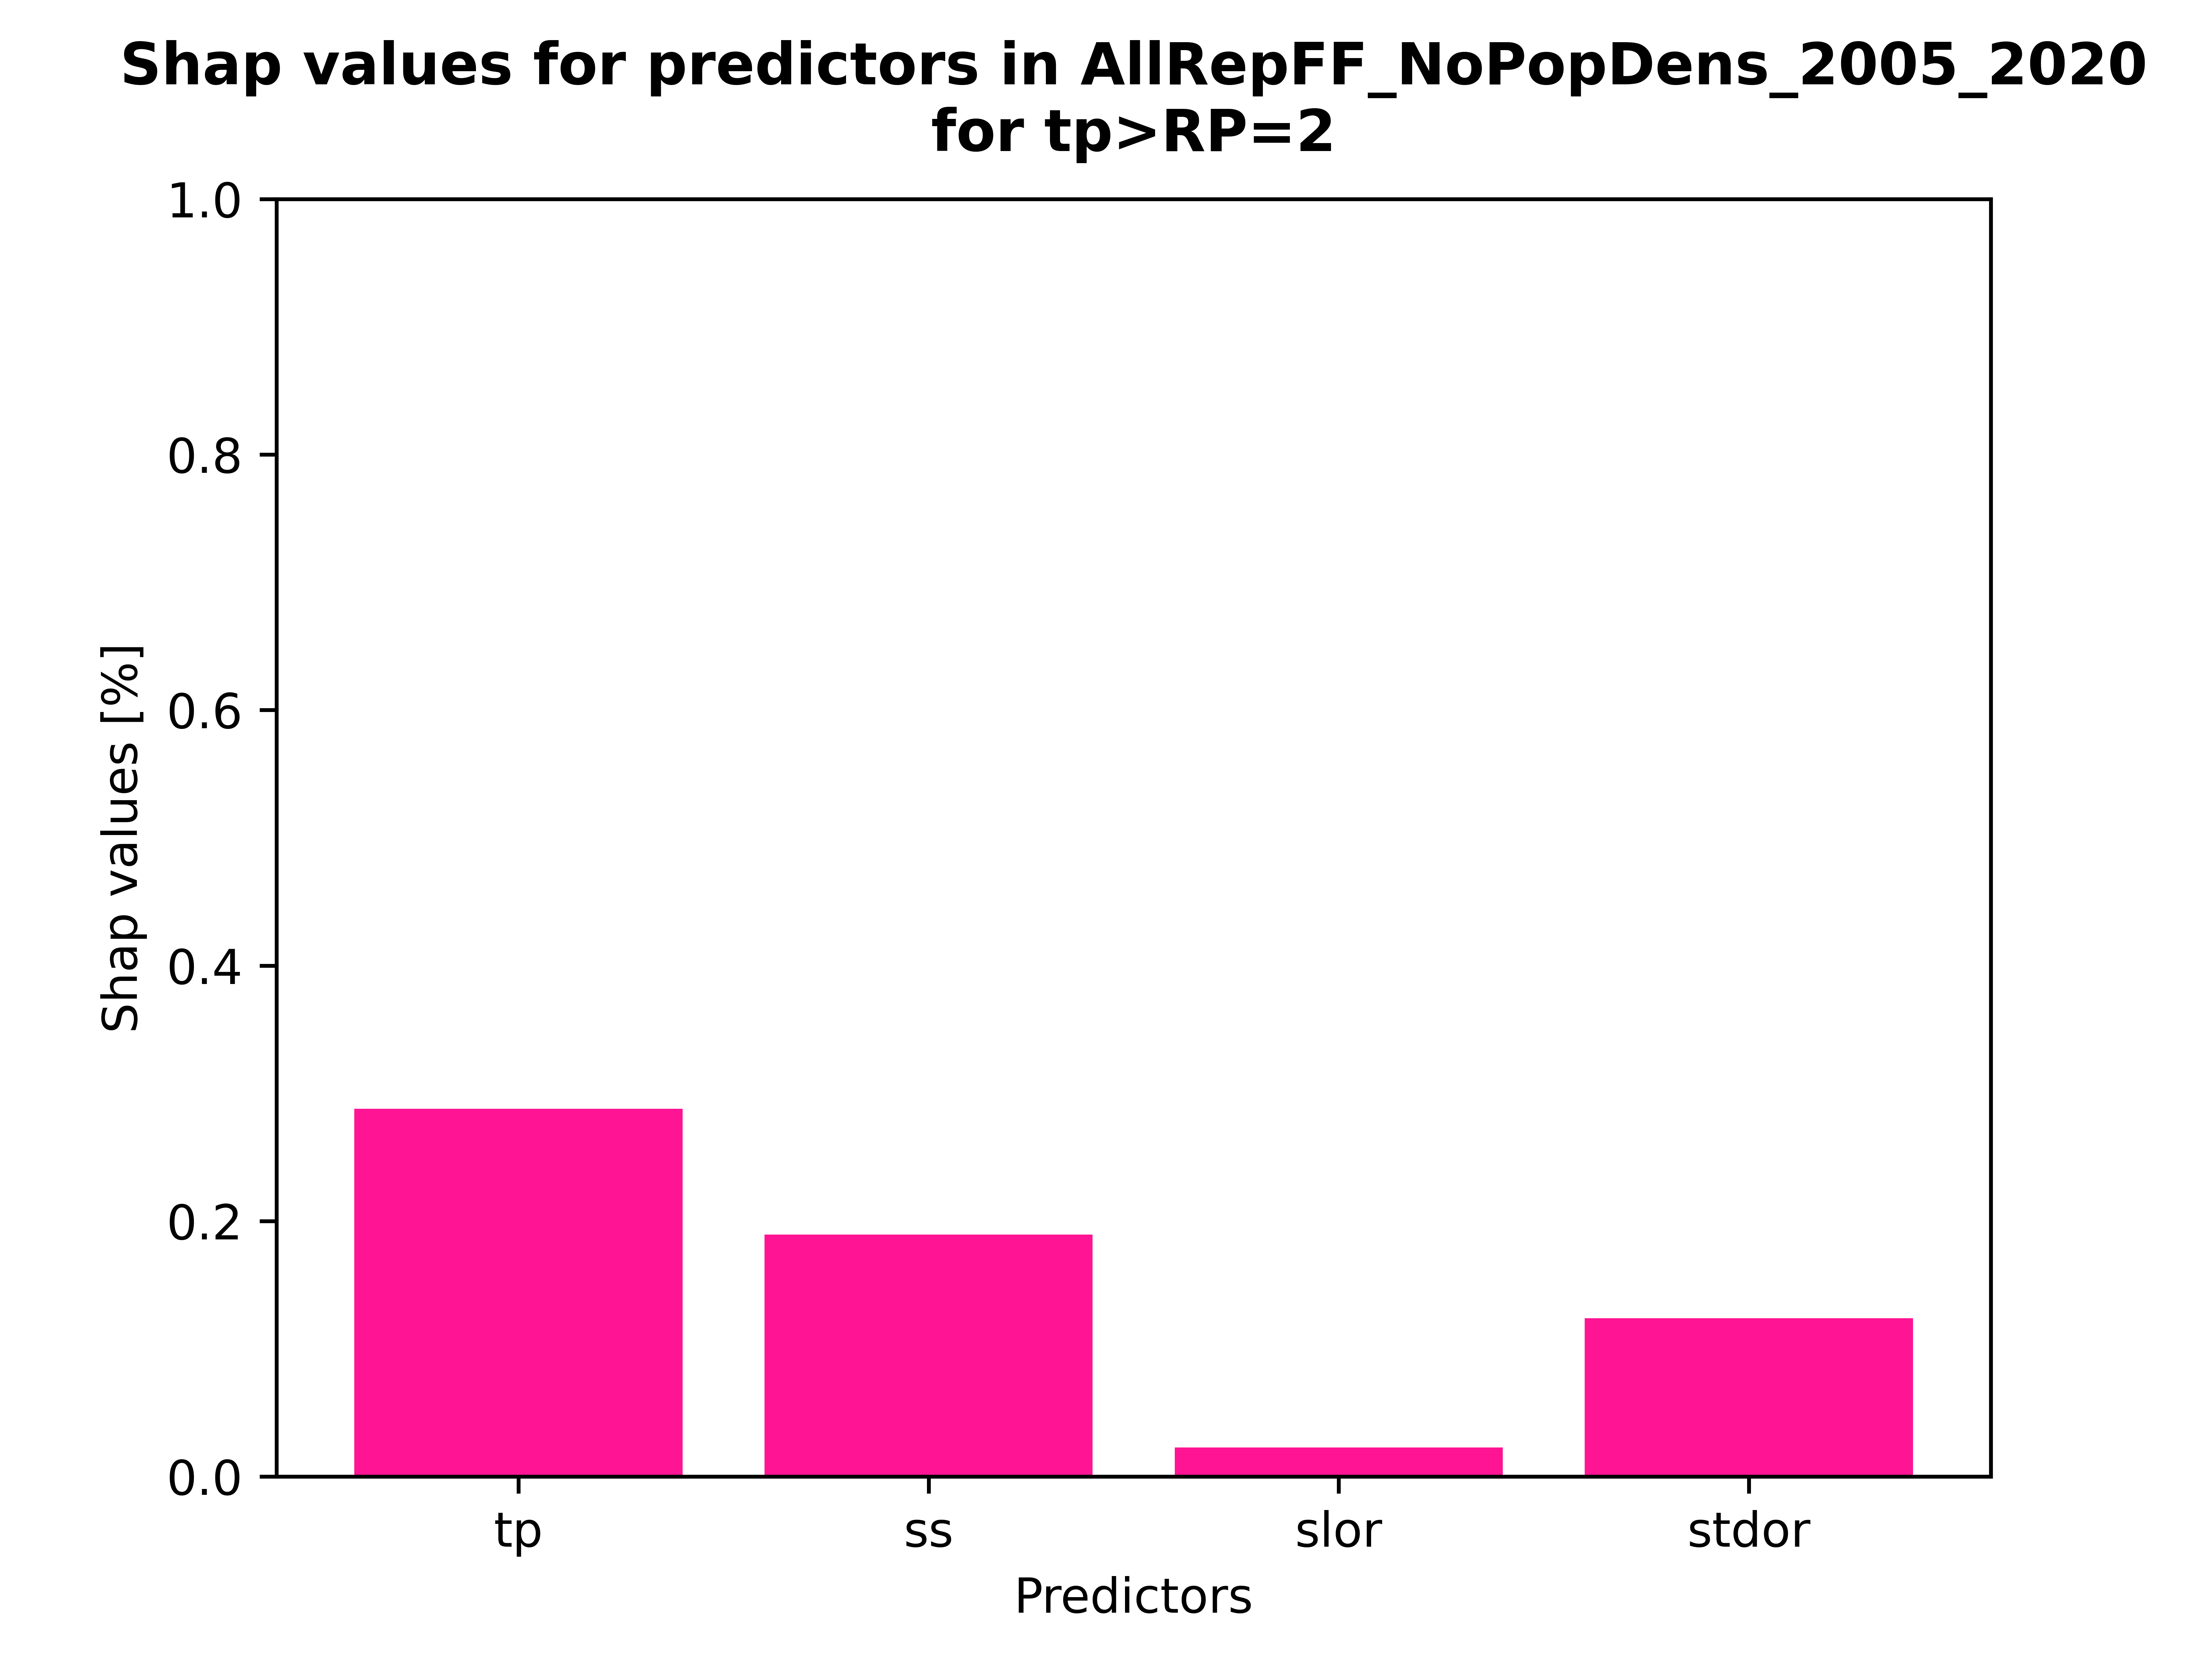 Shap values for predictors in AllRepFF_NoPopDens_2005_2020
for tp>RP=2
1.0
0.8
0.6
0.4
0.2
0.0
Shap values [%]
tp ss slor stdor
Predictors